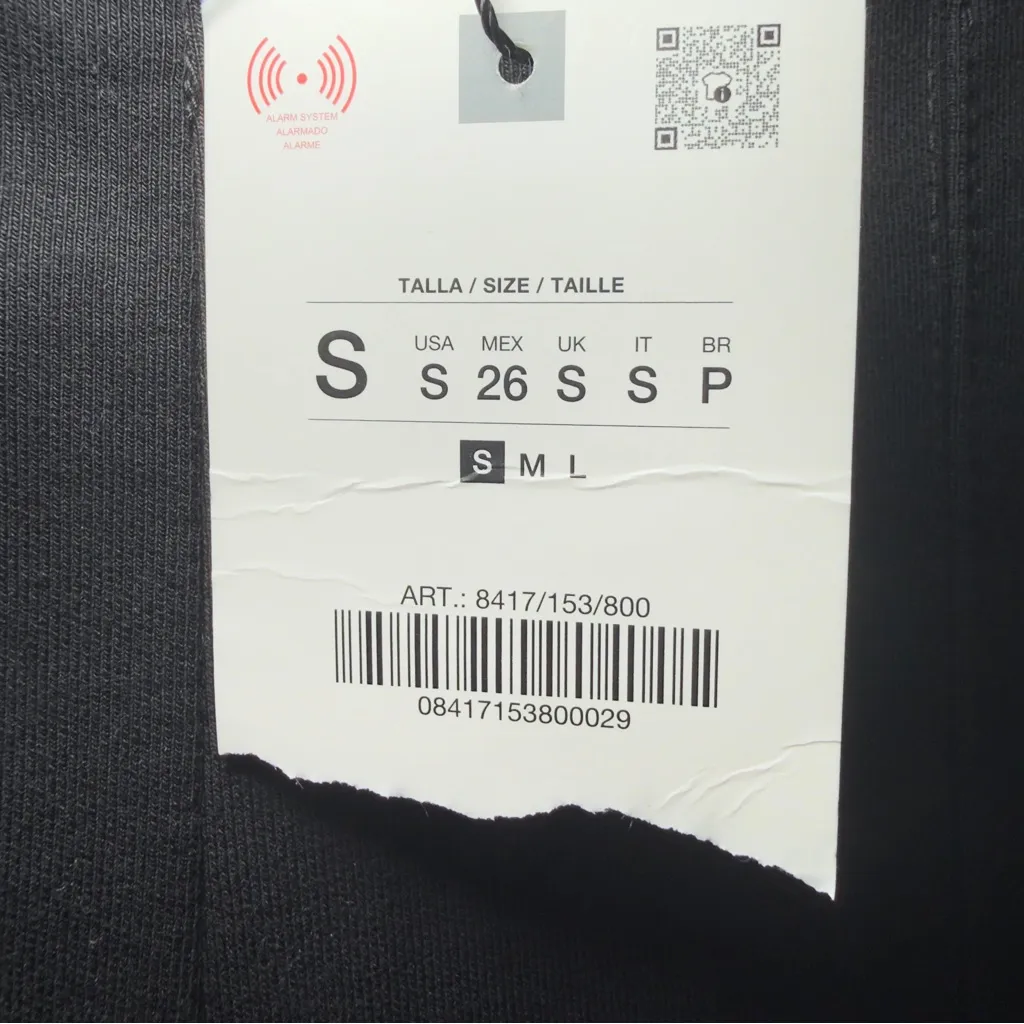 ALARM SYSTEM
ALARMADO
ALARME
TALLA / SIZE / TAILLE
S
USA MEX UK IT BR
S 26 S S P
S M L
ART.: 8417/153/800
08417153800029